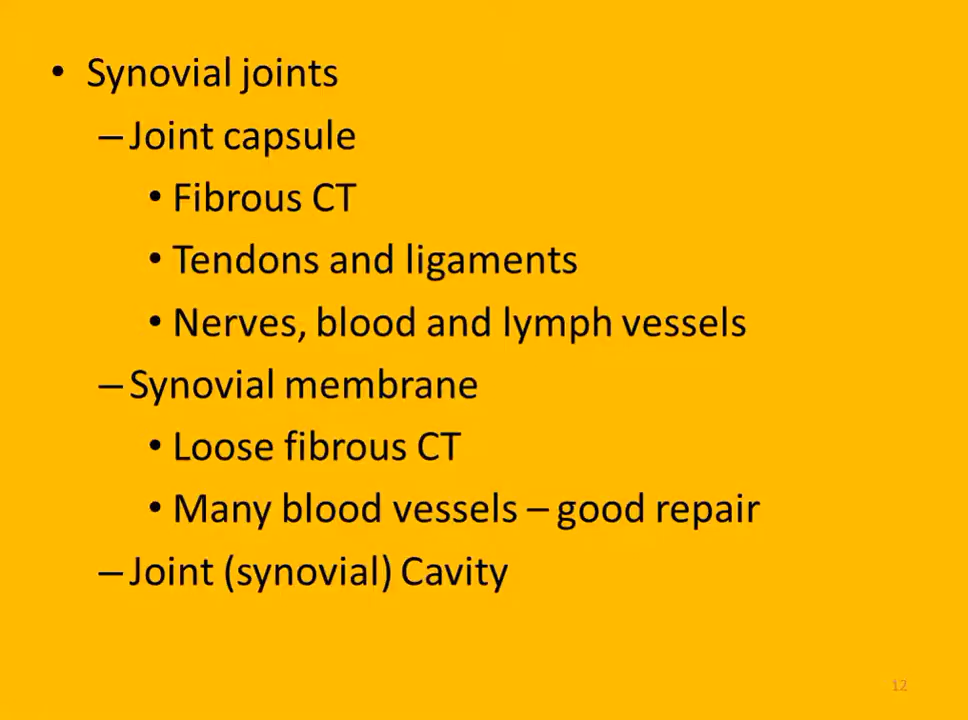 • Synovial joints
– Joint capsule
• Fibrous CT
• Tendons and ligaments
• Nerves, blood and lymph vessels
– Synovial membrane
• Loose fibrous CT
• Many blood vessels – good repair
– Joint (synovial) Cavity
12